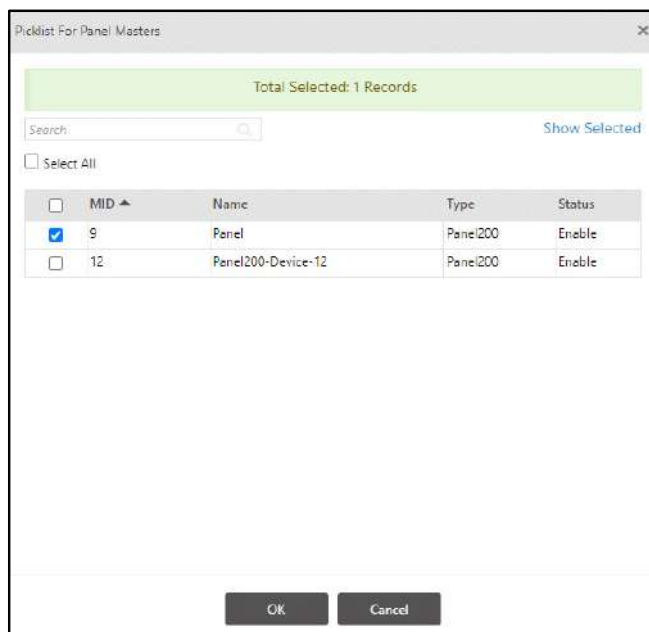 Picklist For Panel Masters ×
Total Selected: 1 Records
Search Show Selected
Select All
MID Name Type Status
9 Panel Panel200 Enable
12 Panel200-Device-12 Panel200 Enable
OK Cancel